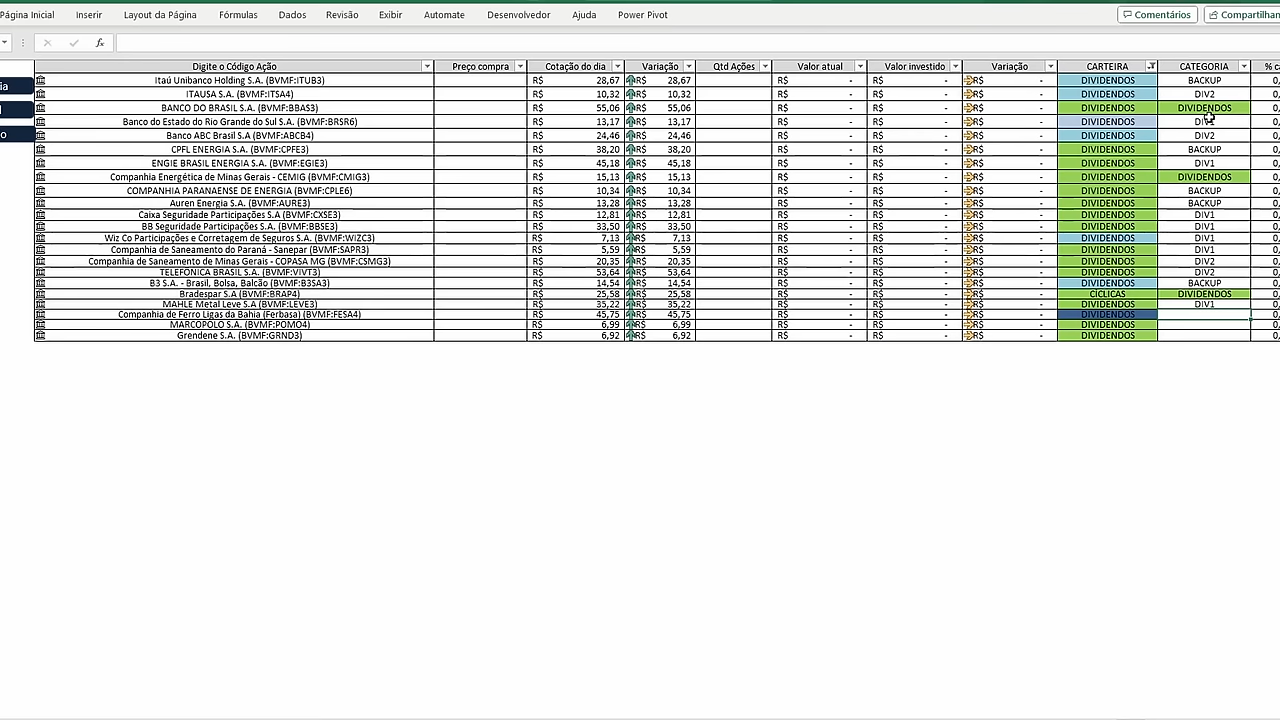 Página Inicial Inserir Layout da Página Fórmulas Dados Revisão Exibir Automate Desenvolvedor Ajuda Power Pivot Comentários Compartilhar
fx
Digite o Código Ação Preço compra Cotação do dia Variação Qtd Ações Valor atual Valor investido Variação CARTEIRA CATEGORIA
Itaú Unibanco Holding S.A. (BVMF:ITUB3) R$ 28,67 R$ 28,67 R$ - R$ - R$ - DIVIDENDOS BACKUP
ITAUSA S.A. (BVMF:ITSA4) R$ 10,32 R$ 10,32 R$ - R$ - R$ - DIVIDENDOS DIV2
BANCO DO BRASIL S.A. (BVMF:BBAS3) R$ 55,06 R$ 55,06 R$ - R$ - R$ - DIVIDENDOS DIVIDENDOS
Banco do Estado do Rio Grande do Sul S.A. (BVMF:BRSR6) R$ 13,17 R$ 13,17 R$ - R$ - R$ - DIVIDENDOS
Banco ABC Brasil S.A (BVMF:ABCB4) R$ 24,46 R$ 24,46 R$ - R$ - R$ - DIVIDENDOS DIV2
CPFL ENERGIA S.A. (BVMF:CPFE3) R$ 38,20 R$ 38,20 R$ - R$ - R$ - DIVIDENDOS BACKUP
ENGIE BRASIL ENERGIA S.A. (BVMF:EGIE3) R$ 45,18 R$ 45,18 R$ - R$ - R$ - DIVIDENDOS DIV1
Companhia Energética de Minas Gerais - CEMIG (BVMF:CMIG3) R$ 15,13 R$ 15,13 R$ - R$ - R$ - DIVIDENDOS DIVIDENDOS
COMPANHIA PARANAENSE DE ENERGIA (BVMF:CPLE6) R$ 10,34 R$ 10,34 R$ - R$ - R$ - DIVIDENDOS BACKUP
Auren Energia S.A. (BVMF:AURE3) R$ 13,28 R$ 13,28 R$ - R$ - R$ - DIVIDENDOS BACKUP
Caixa Seguridade Participações S.A (BVMF:CXSE3) R$ 12,81 R$ 12,81 R$ - R$ - R$ - DIVIDENDOS DIV1
BB Seguridade Participações S.A. (BVMF:BBSE3) R$ 33,50 R$ 33,50 R$ - R$ - R$ - DIVIDENDOS DIV1
Wiz Co Participações e Corretagem de Seguros S.A. (BVMF:WIZC3) R$ 7,13 R$ 7,13 R$ - R$ - R$ - DIVIDENDOS DIV1
Companhia de Saneamento do Paraná - Sanepar (BVMF:SAPR3) R$ 5,59 R$ 5,59 R$ - R$ - R$ - DIVIDENDOS DIV1
Companhia de Saneamento de Minas Gerais - COPASA MG (BVMF:CSMG3) R$ 20,35 R$ 20,35 R$ - R$ - R$ - DIVIDENDOS DIV2
TELEFONICA BRASIL S.A. (BVMF:VIVT3) R$ 53,64 R$ 53,64 R$ - R$ - R$ - DIVIDENDOS DIV2
B3 S.A. - Brasil, Bolsa, Balcão (BVMF:B3SA3) R$ 14,54 R$ 14,54 R$ - R$ - R$ - DIVIDENDOS BACKUP
Bradespar S.A (BVMF:BRAP4) R$ 25,58 R$ 25,58 R$ - R$ - R$ - CÍCLICAS DIVIDENDOS
MAHLE Metal Leve S.A (BVMF:LEVE3) R$ 35,22 R$ 35,22 R$ - R$ - R$ - DIVIDENDOS DIV1
Companhia de Ferro Ligas da Bahia (Ferbasa) (BVMF:FESA4) R$ 45,75 R$ 45,75 R$ - R$ - R$ - DIVIDENDOS
MARCOPOLO S.A. (BVMF:POMO4) R$ 6,99 R$ 6,99 R$ - R$ - R$ - DIVIDENDOS
Grendene S.A. (BVMF:GRND3) R$ 6,92 R$ 6,92 R$ - R$ - R$ - DIVIDENDOS